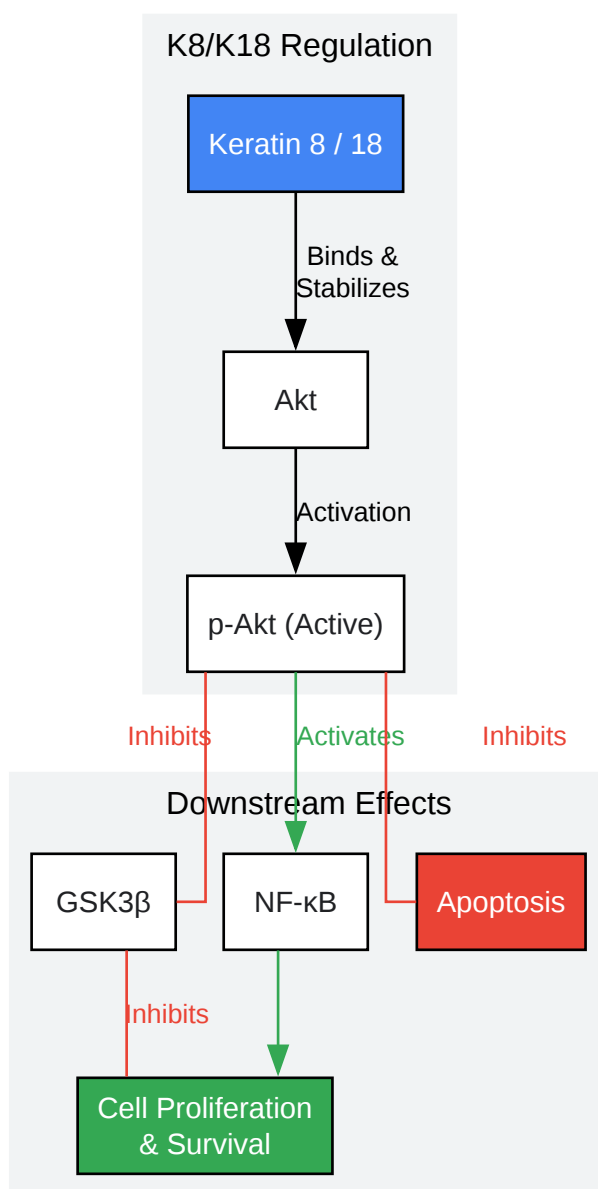 K8/K18 Regulation
Keratin 8 / 18
Binds &
Stabilizes
Akt
Activation
p-Akt (Active)
Inhibits
Activates
Inhibits
Downstream Effects
GSK3β
NF-κB
Apoptosis
Inhibits
Cell Proliferation
& Survival